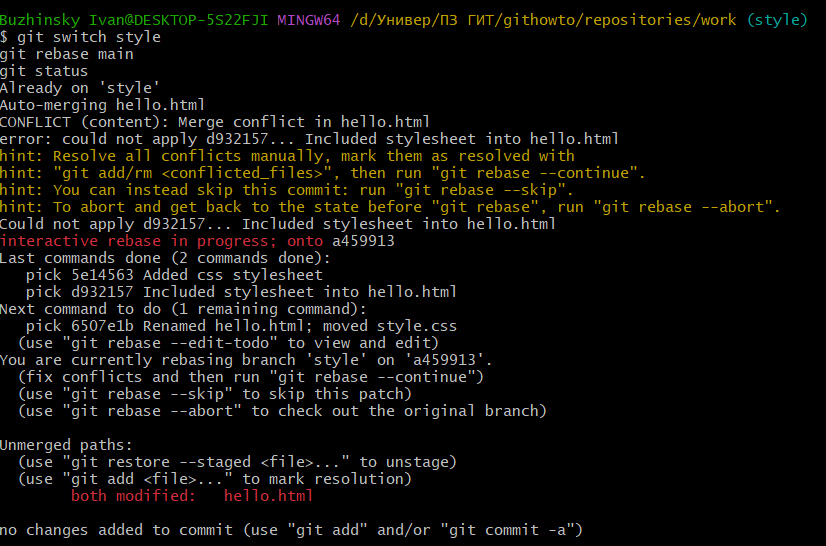 Buzhinsky Ivan@DESKTOP-5S22FJI MINGW64 /d/Универ/ПЗ ГИТ/githowto/repositories/work (style)
$ git switch style
git rebase main
git status
Already on 'style'
Auto-merging hello.html
CONFLICT (content): Merge conflict in hello.html
error: could not apply d932157... Included stylesheet into hello.html
hint: Resolve all conflicts manually, mark them as resolved with
hint: "git add/rm <conflicted_files>", then run "git rebase --continue".
hint: You can instead skip this commit: run "git rebase --skip".
hint: To abort and get back to the state before "git rebase", run "git rebase --abort".
Could not apply d932157... Included stylesheet into hello.html
interactive rebase in progress; onto a459913
Last commands done (2 commands done):
   pick 5e14563 Added css stylesheet
   pick d932157 Included stylesheet into hello.html
Next command to do (1 remaining command):
   pick 6507e1b Renamed hello.html; moved style.css
  (use "git rebase --edit-todo" to view and edit)
You are currently rebasing branch 'style' on 'a459913'.
  (fix conflicts and then run "git rebase --continue")
  (use "git rebase --skip" to skip this patch)
  (use "git rebase --abort" to check out the original branch)
Unmerged paths:
  (use "git restore --staged <file>..." to unstage)
  (use "git add <file>..." to mark resolution)
        both modified:   hello.html
no changes added to commit (use "git add" and/or "git commit -a")